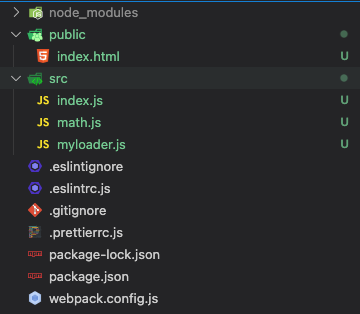 node_modules
public
index.html U
src
JS index.js U
JS math.js U
JS myloader.js U
.eslintignore
.eslintrc.js
.gitignore
.prettierrc.js
package-lock.json
package.json
webpack.config.js